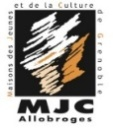 Maisons des Jeunes
et de la Culture
de Grenoble
MJC
Allobroges